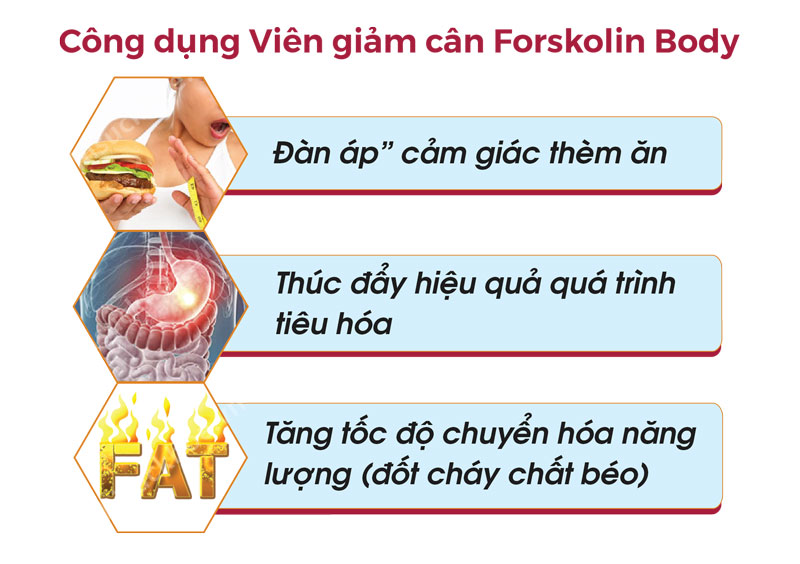 Công dụng Viên giảm cân Forskolin Body
Đàn áp” cảm giác thèm ăn
Thúc đẩy hiệu quả quá trình
tiêu hóa
FAT
Tăng tốc độ chuyển hóa năng
lượng (đốt cháy chất béo)